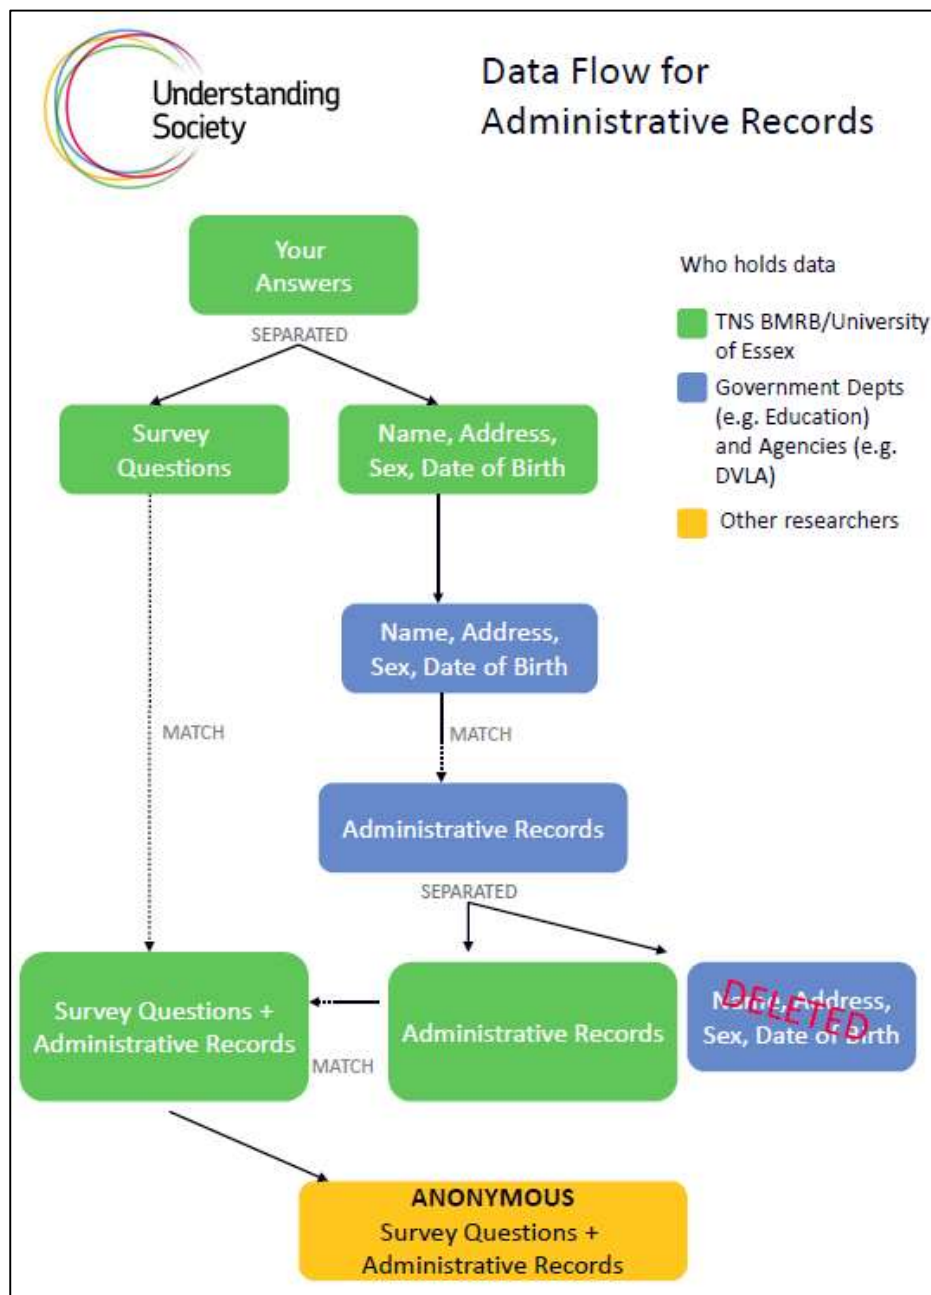 Understanding
Society
Data Flow for
Administrative Records
Your
Answers
SEPARATED
Who holds data
TNS BMRB/University
of Essex
Government Depts
(e.g. Education)
and Agencies (e.g.
DVLA)
Other researchers
Survey
Questions
Name, Address,
Sex, Date of Birth
Name, Address,
Sex, Date of Birth
MATCH
MATCH
Administrative Records
SEPARATED
Survey Questions +
Administrative Records
MATCH
Administrative Records
Name, Address,
Sex, Date of Birth
DELETED
ANONYMOUS
Survey Questions +
Administrative Records